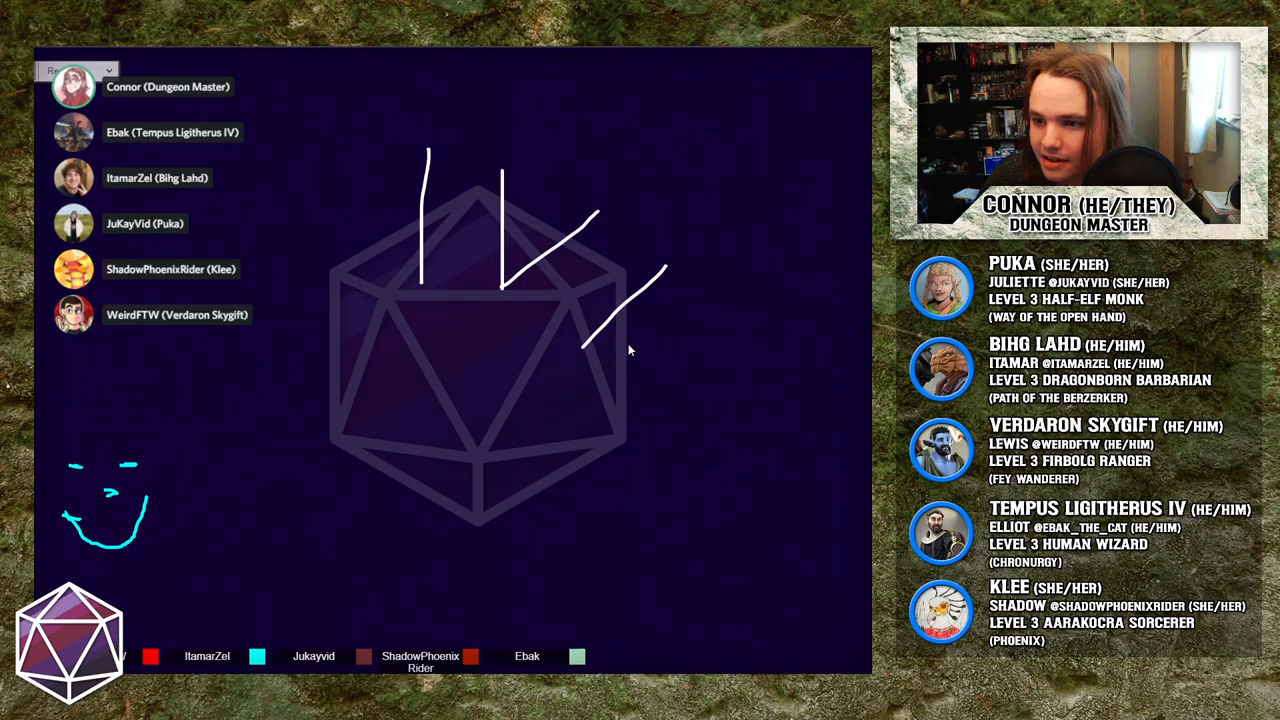 Connor (Dungeon Master)
Ebak (Tempus Ligitherus IV)
ItamarZel (Bihg Lahd)
JuKayVid (Puka)
ShadowPhoenixRider (Klee)
WeirdFTW (Verdaron Skygift)
ItamarZel
Jukayvid
ShadowPhoenix
Rider
Ebak
CONNOR (HE/THEY)
DUNGEON MASTER
PUKA (SHE/HER)
JULIETTE @JUKAYVID (SHE/HER)
LEVEL 3 HALF-ELF MONK
(WAY OF THE OPEN HAND)
BIHG LAHD (HE/HIM)
ITAMAR @ITAMARZEL (HE/HIM)
LEVEL 3 DRAGONBORN BARBARIAN
(PATH OF THE BERZERKER)
VERDARON SKYGIFT (HE/HIM)
LEWIS @WEIRDFTW (HE/HIM)
LEVEL 3 FIRBOLG RANGER
(FEY WANDERER)
TEMPUS LIGITHERUS IV (HE/HIM)
ELLIOT @EBAK_THE_CAT (HE/HIM)
LEVEL 3 HUMAN WIZARD
(CHRONURGY)
KLEE (SHE/HER)
SHADOW @SHADOWPHOENIXRIDER (SHE/HER)
LEVEL 3 AARAKOCRA SORCERER
(PHOENIX)